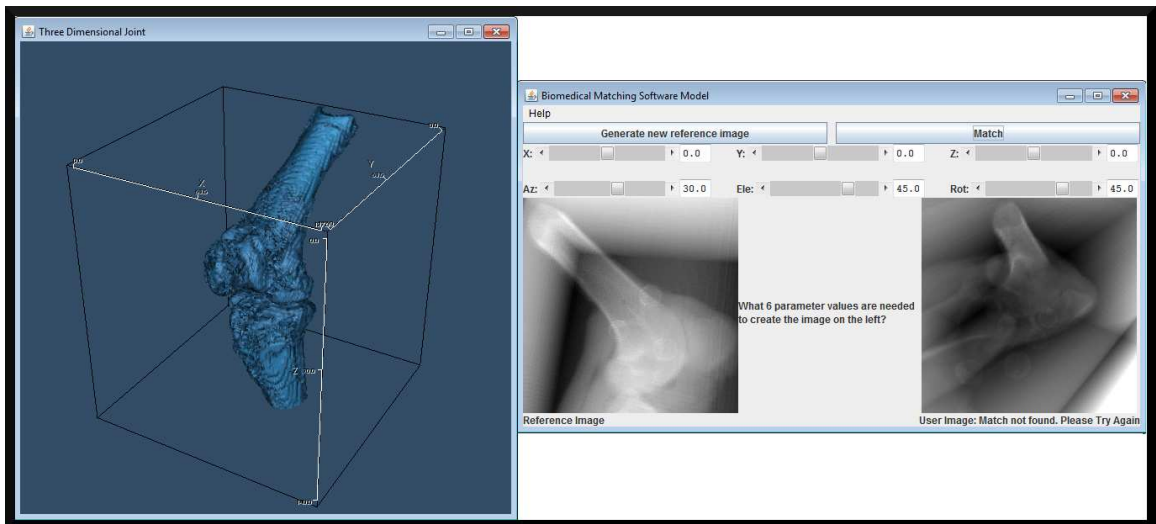 Three Dimensional Joint
X
Y
Z
Biomedical Matching Software Model
Help
Generate new reference image
Match
X: 0.0 Y: 0.0 Z: 0.0
Az: 30.0 Ele: 45.0 Rot: 45.0
What 6 parameter values are needed
to create the image on the left?
Reference Image
User Image: Match not found. Please Try Again